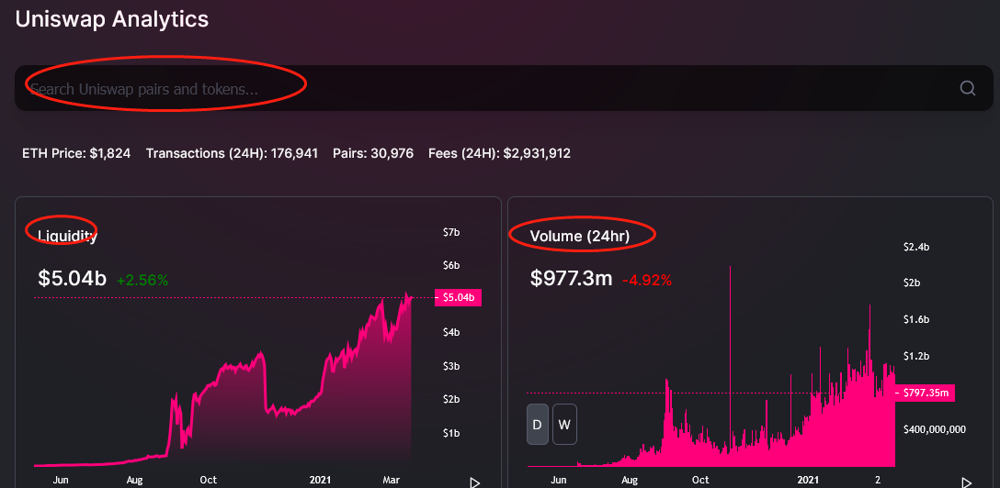 Uniswap Analytics
Search Uniswap pairs and tokens...
ETH Price: $1,824 Transactions (24H): 176,941 Pairs: 30,976 Fees (24H): $2,931,912
Liquidity
$5.04b +2.56%
$7b
$6b
$5.04b
$4b
$3b
$2b
$1b
Jun Aug Oct 2021 Mar
Volume (24hr)
$977.3m -4.92%
$2.4b
$2b
$1.6b
$1.2b
$797.35m
$400,000,000
D W
Jun Aug Oct 2021 2